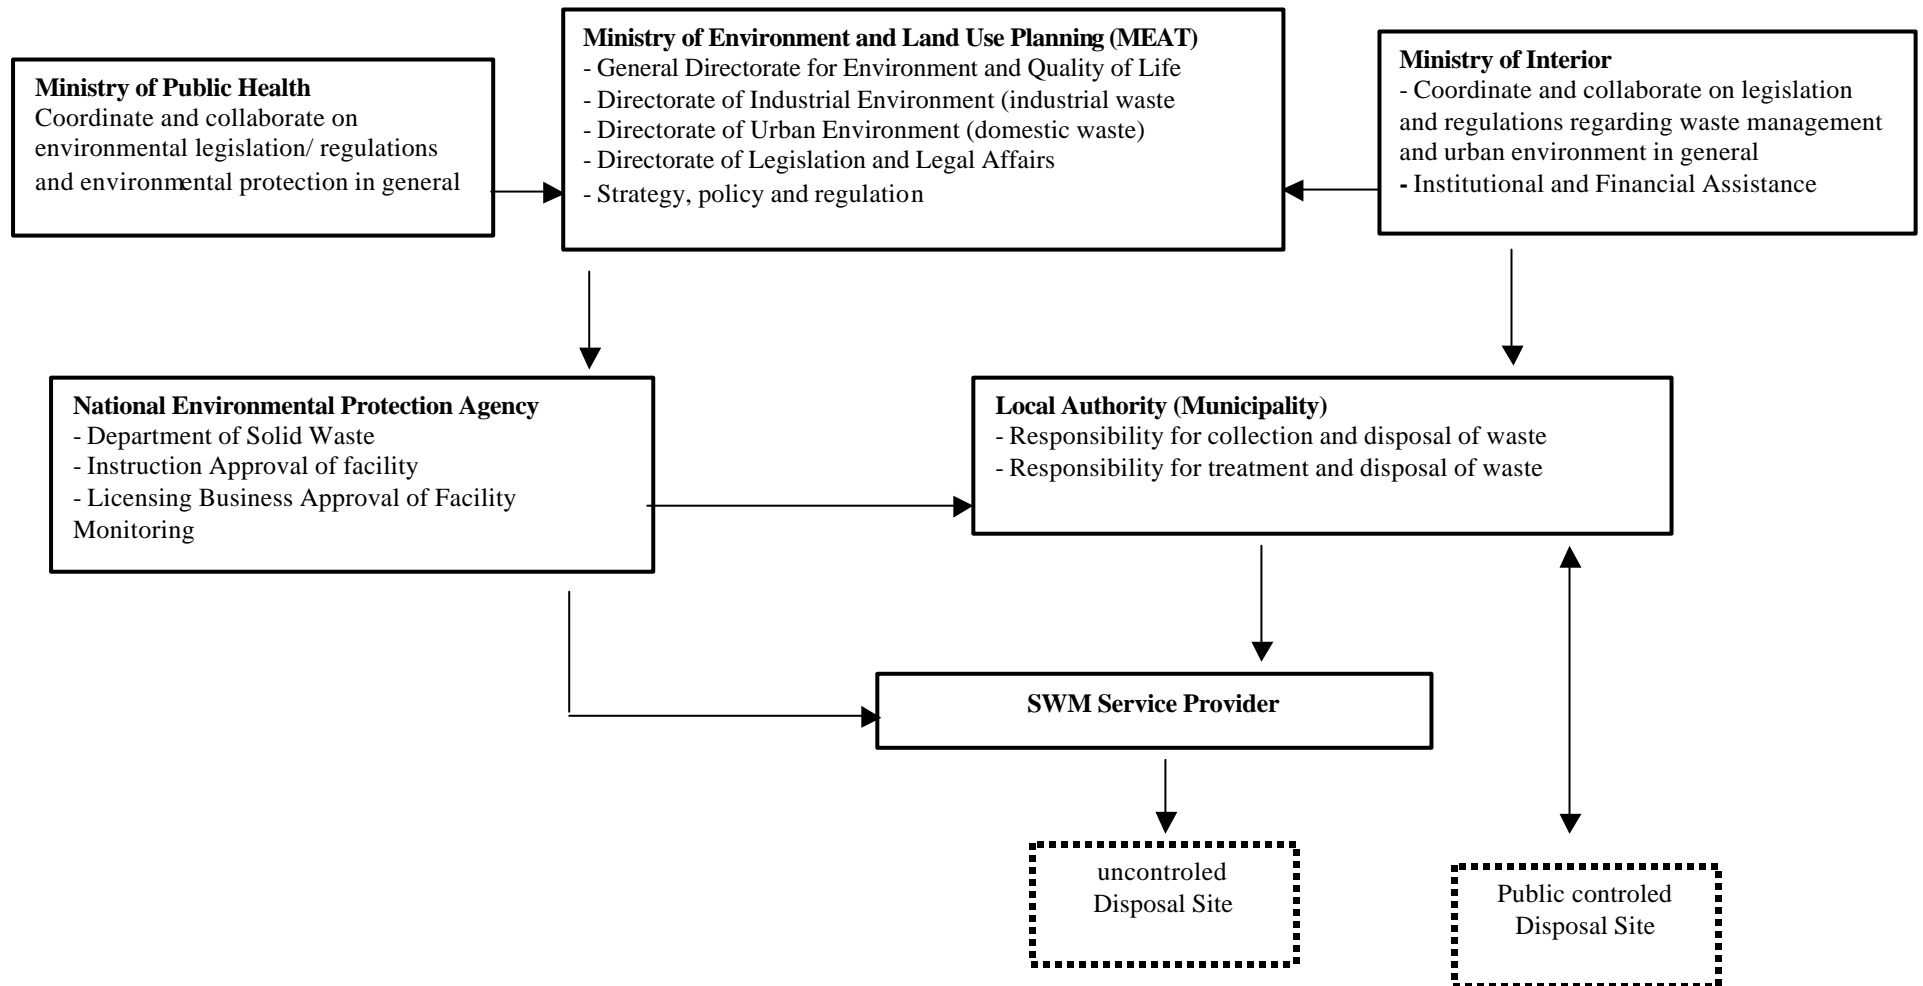 Ministry of Public Health
Coordinate and collaborate on
environmental legislation/ regulations
and environmental protection in general
Ministry of Environment and Land Use Planning (MEAT)
- General Directorate for Environment and Quality of Life
- Directorate of Industrial Environment (industrial waste
- Directorate of Urban Environment (domestic waste)
- Directorate of Legislation and Legal Affairs
- Strategy, policy and regulation
Ministry of Interior
- Coordinate and collaborate on legislation
and regulations regarding waste management
and urban environment in general
- Institutional and Financial Assistance
National Environmental Protection Agency
- Department of Solid Waste
- Instruction Approval of facility
- Licensing Business Approval of Facility
Monitoring
Local Authority (Municipality)
- Responsibility for collection and disposal of waste
- Responsibility for treatment and disposal of waste
SWM Service Provider
uncontroled
Disposal Site
Public controled
Disposal Site